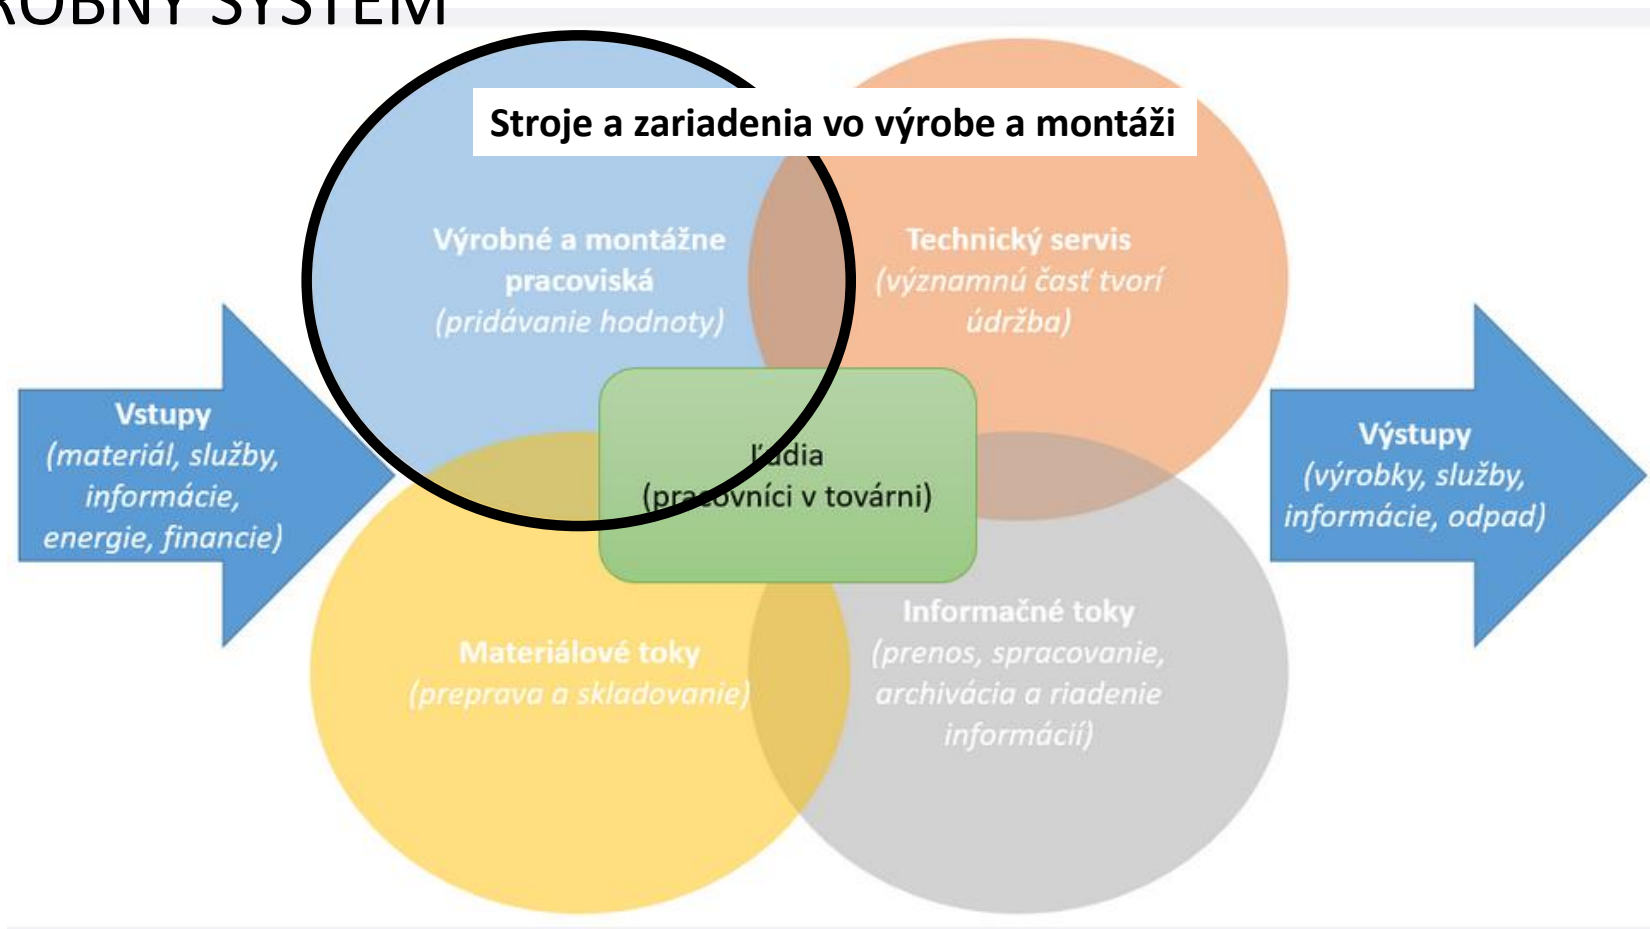 ROBNÝ SYSTÉM
Stroje a zariadenia vo výrobe a montáži
Výrobné a montážne
pracoviská
(pridávanie hodnoty)
Technický servis
(významnú časť tvorí
údržba)
Vstupy
(materiál, služby,
informácie,
energie, financie)
Ľudia
(pracovníci v továrni)
Výstupy
(výrobky, služby,
informácie, odpad)
Materiálové toky
(preprava a skladovanie)
Informačné toky
(prenos, spracovanie,
archivácia a riadenie
informácií)